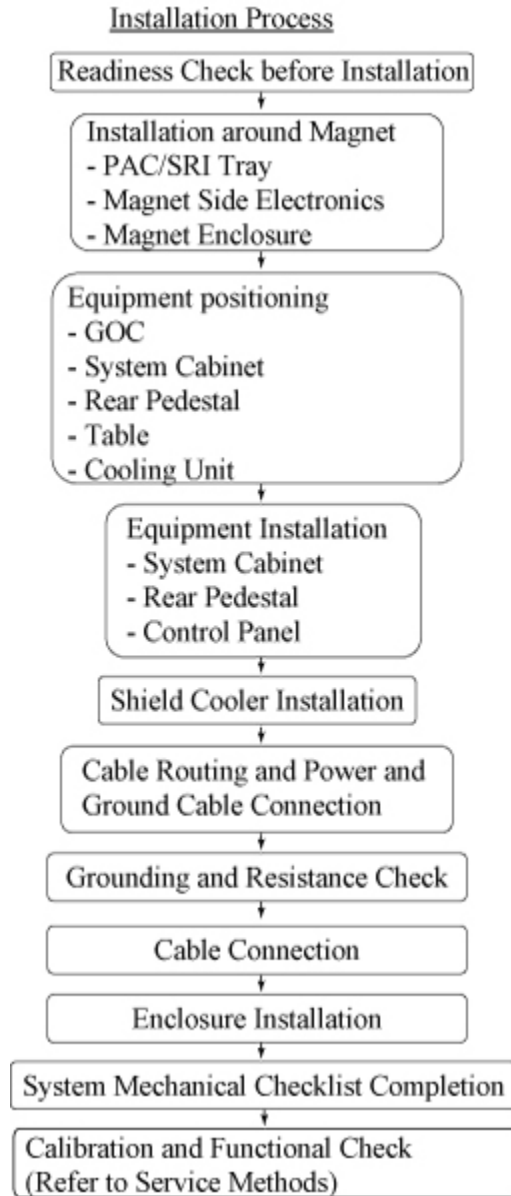 Installation Process
Readiness Check before Installation
Installation around Magnet
- PAC/SRI Tray
- Magnet Side Electronics
- Magnet Enclosure
Equipment positioning
- GOC
- System Cabinet
- Rear Pedestal
- Table
- Cooling Unit
Equipment Installation
- System Cabinet
- Rear Pedestal
- Control Panel
Shield Cooler Installation
Cable Routing and Power and
Ground Cable Connection
Grounding and Resistance Check
Cable Connection
Enclosure Installation
System Mechanical Checklist Completion
Calibration and Functional Check
(Refer to Service Methods)